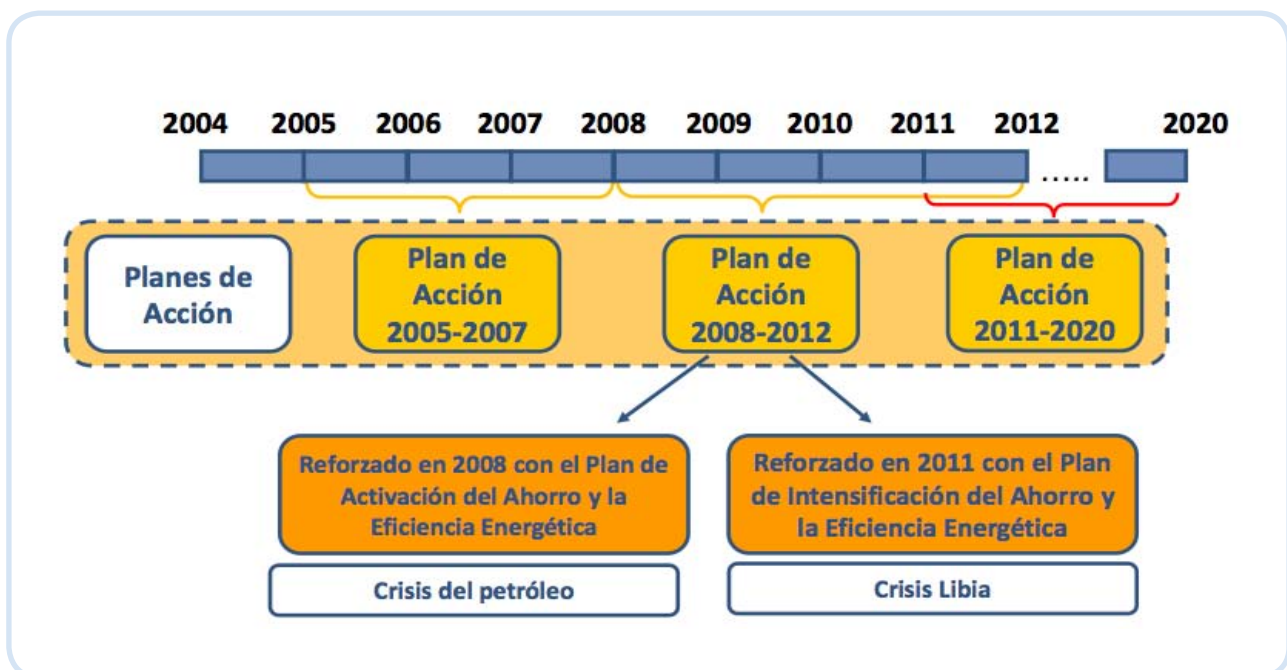 2004 2005 2006 2007 2008 2009 2010 2011 2012 2020
.....
Planes de
Acción
Plan de
Acción
2005-2007
Plan de
Acción
2008-2012
Plan de
Acción
2011-2020
Reforzado en 2008 con el Plan de
Activación del Ahorro y la
Eficiencia Energética
Reforzado en 2011 con el Plan
de Intensificación del Ahorro y
la Eficiencia Energética
Crisis del petróleo
Crisis Libia